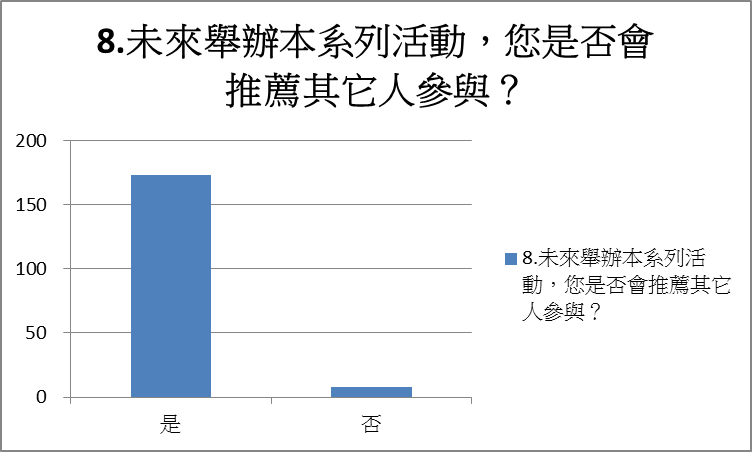 8.未來舉辦本系列活動，您是否會
推薦其它人參與？
200
150
100
50
0
是
否
8.未來舉辦本系列活
動，您是否會推薦其它
人參與？